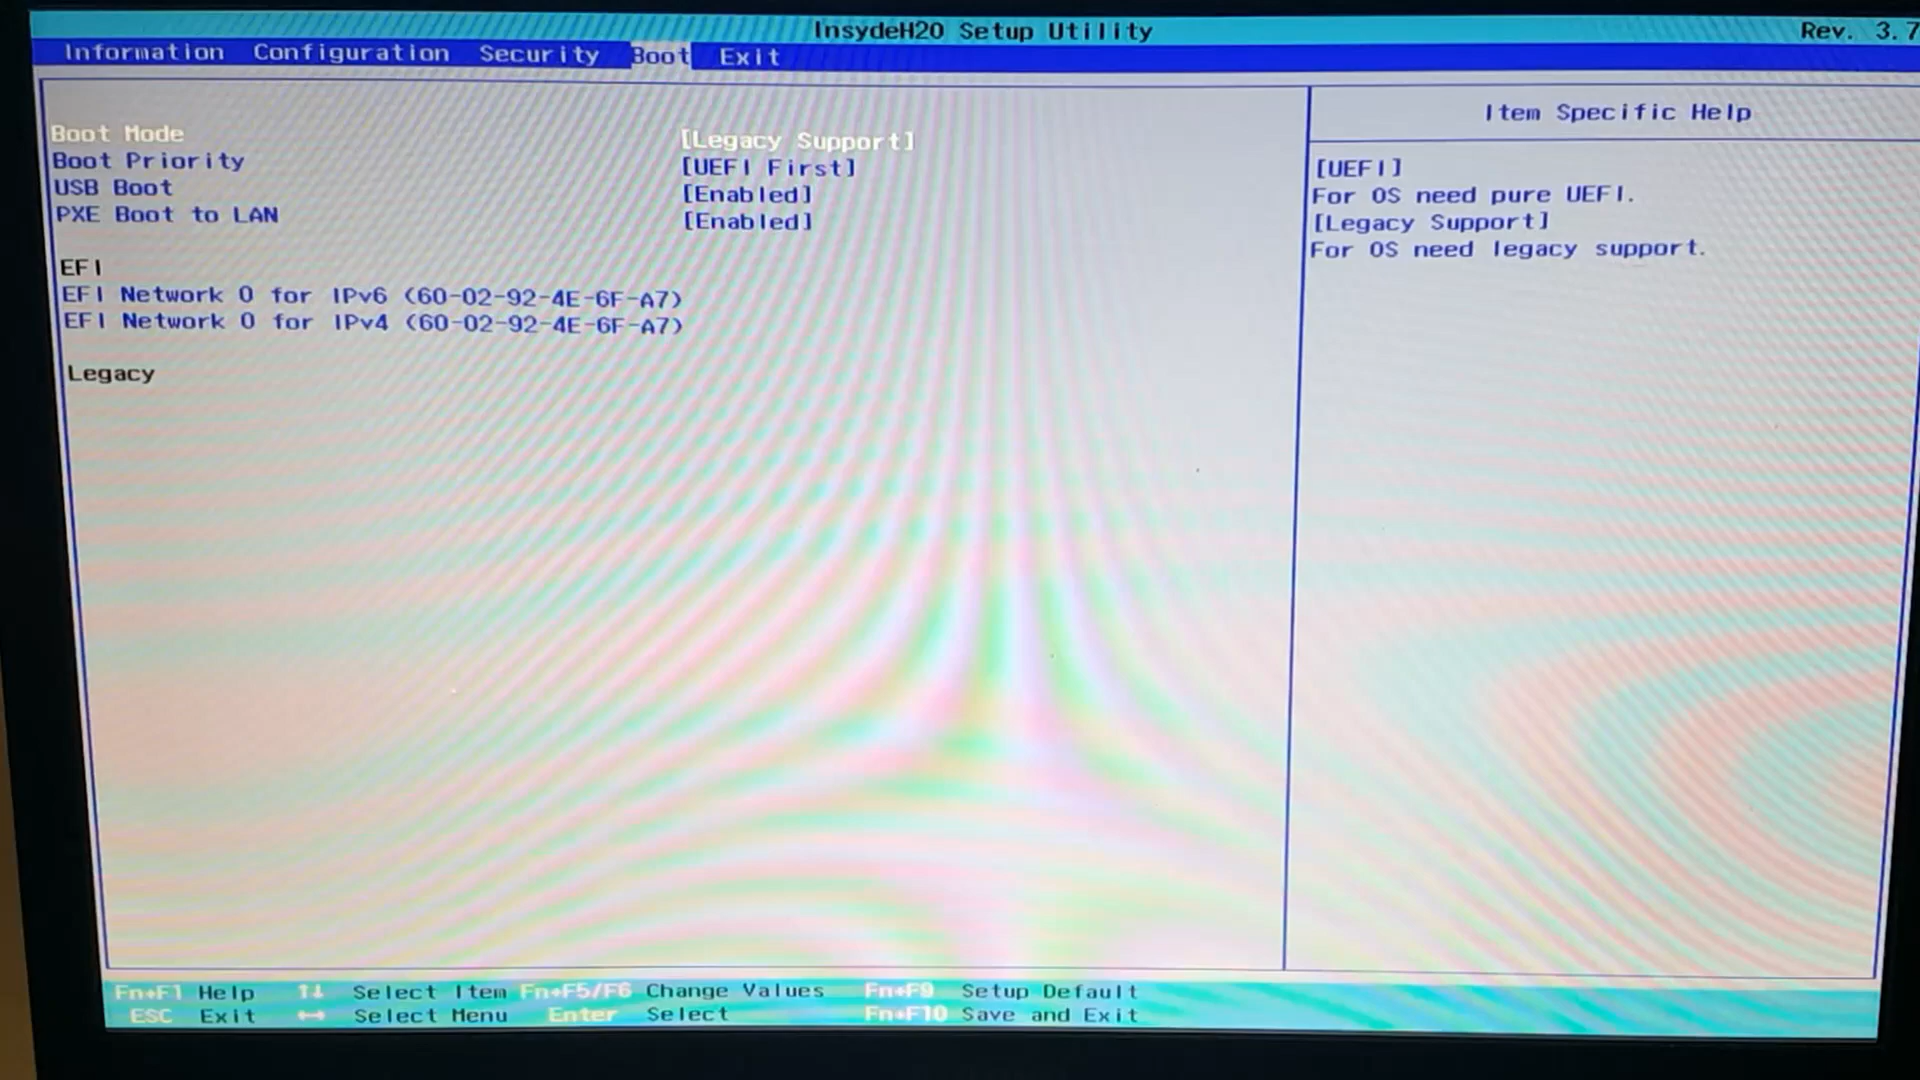 InsydeH20 Setup Utility
Rev. 3.7
Information Configuration Security Boot Exit
Item Specific Help
Boot Mode [Legacy Support]
Boot Priority [UEFI First]
USB Boot [Enabled]
PXE Boot to LAN [Enabled]
EFI
EFI Network 0 for IPv6 (60-02-92-4E-6F-A7)
EFI Network 0 for IPv4 (60-02-92-4E-6F-A7)
Legacy
[UEFI]
For OS need pure UEFI.
[Legacy Support]
For OS need legacy support.
Fn+F1 Help ↑↓ Select Item Fn+F5/F6 Change Values Fn+F9 Setup Default
ESC Exit ↔ Select Menu Enter Select Fn+F10 Save and Exit